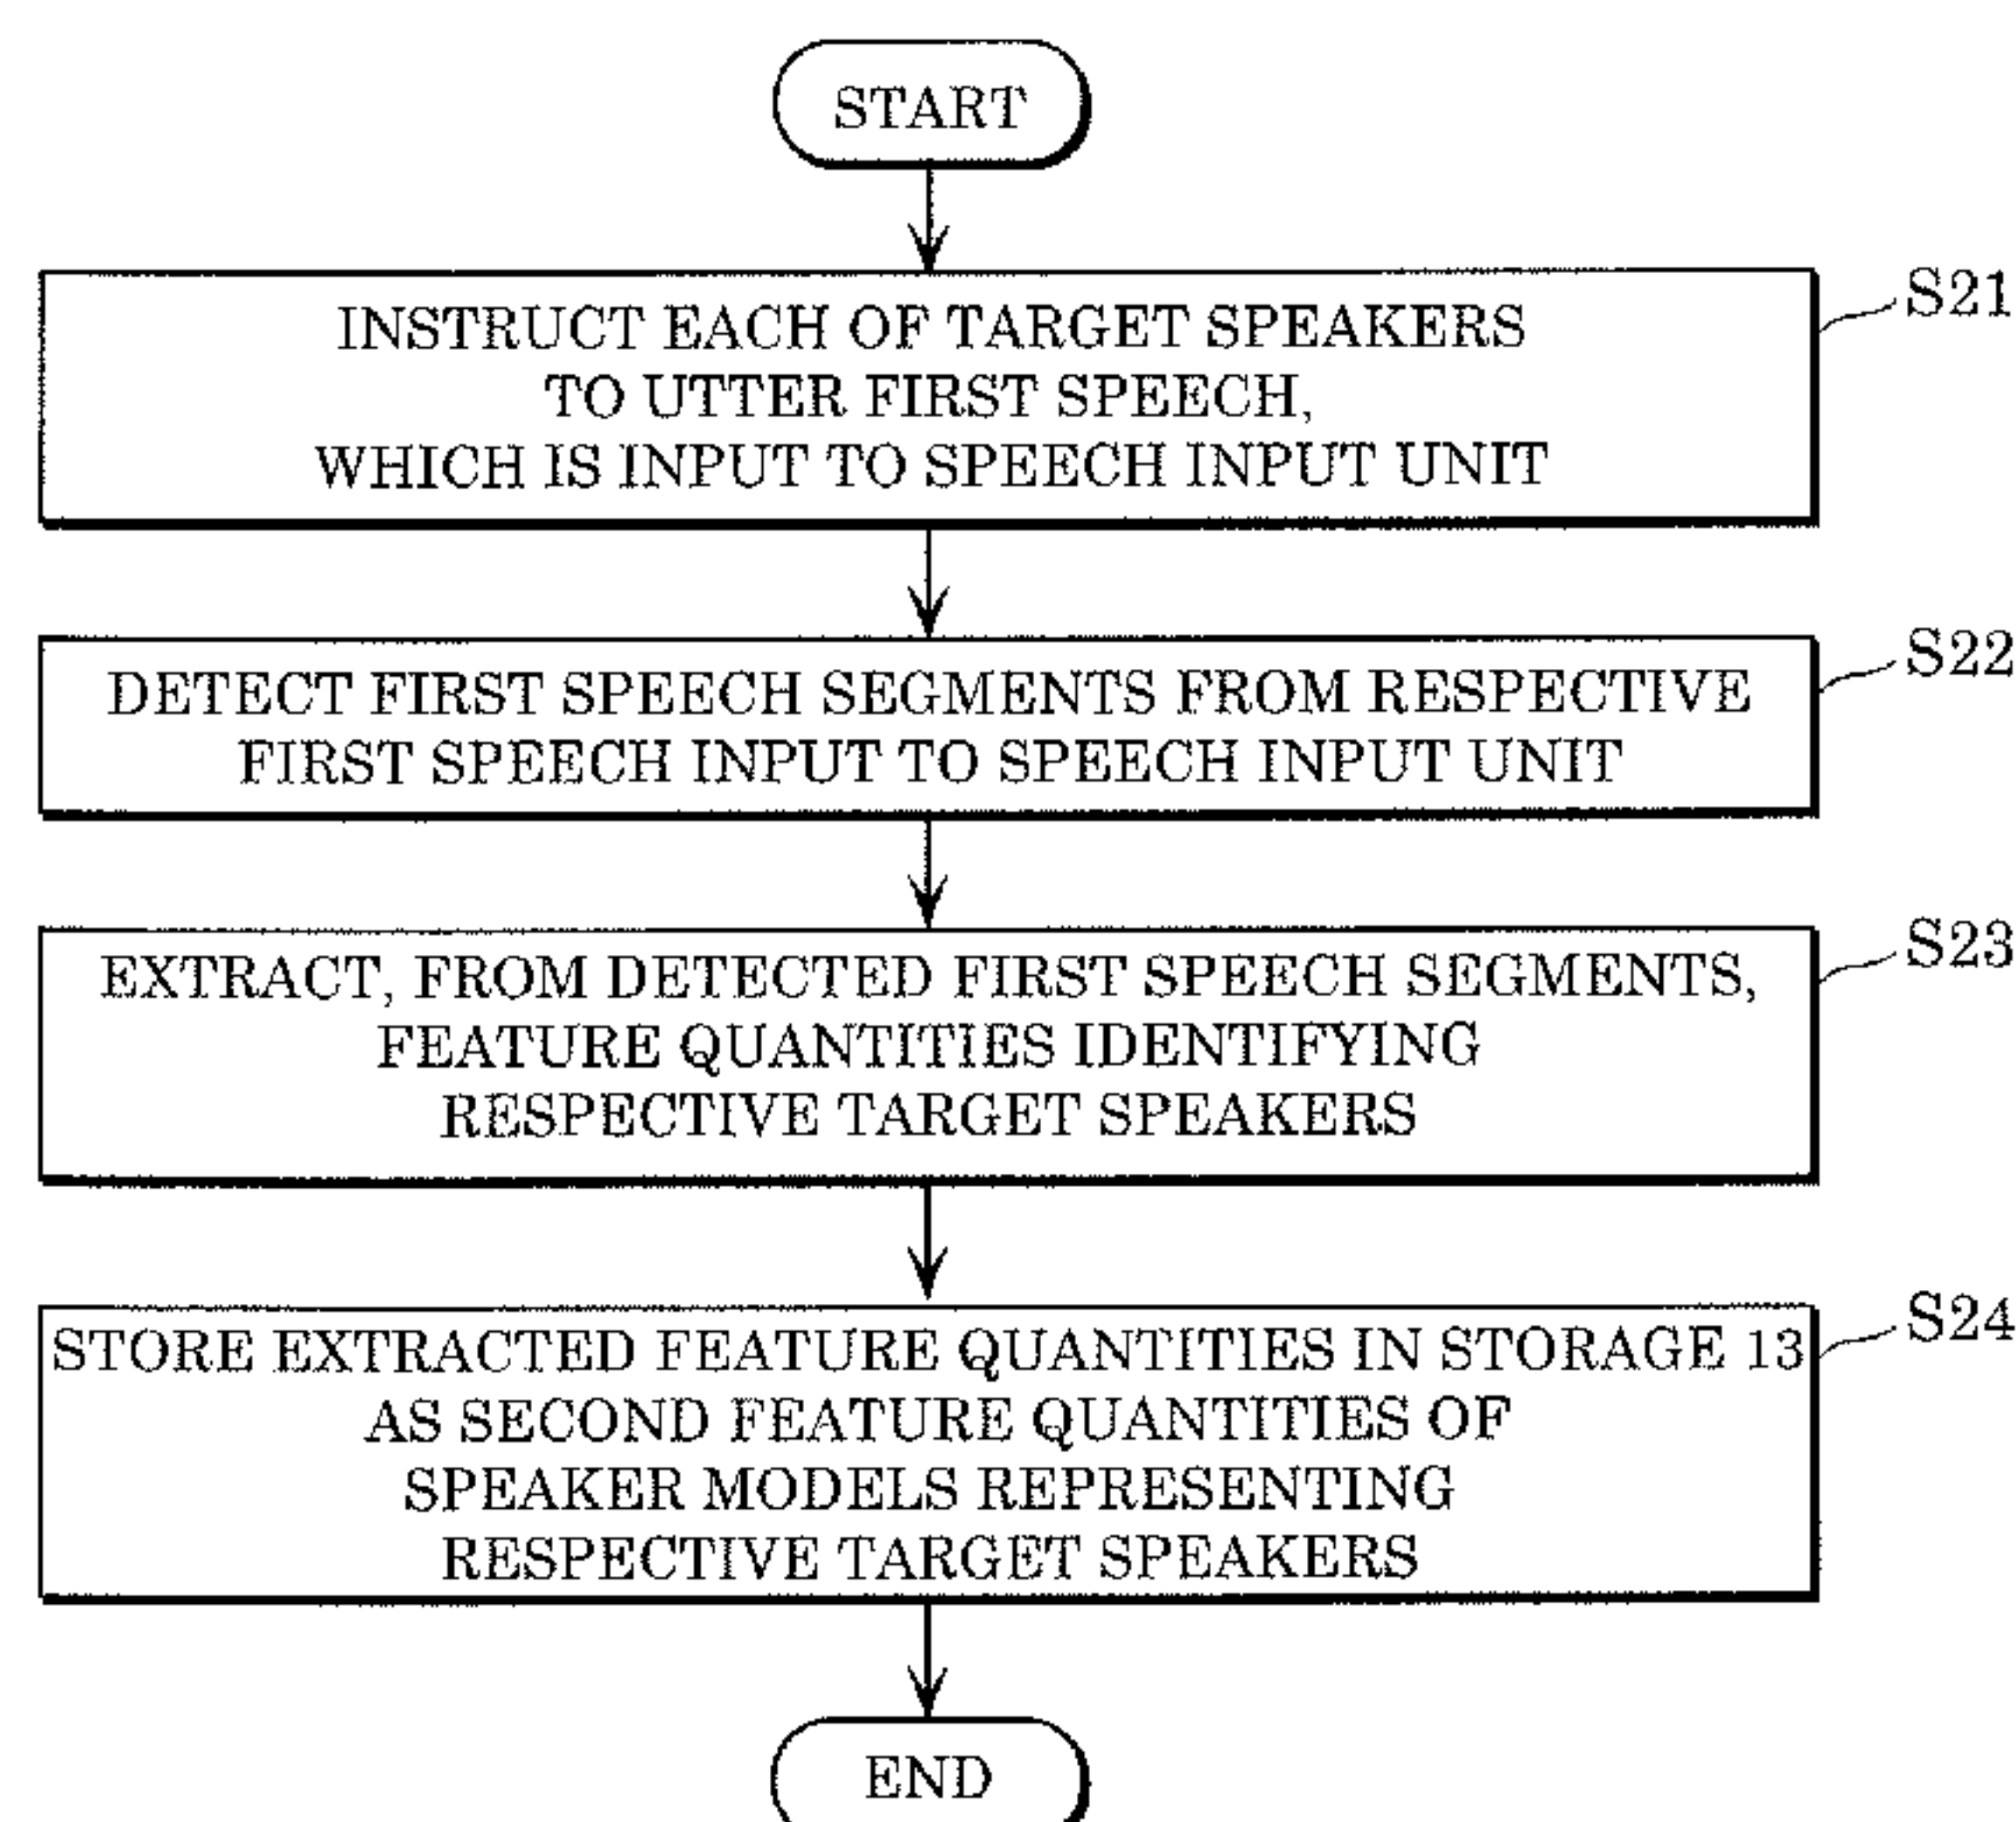 START
INSTRUCT EACH OF TARGET SPEAKERS
TO UTTER FIRST SPEECH,
WHICH IS INPUT TO SPEECH INPUT UNIT
S21
DETECT FIRST SPEECH SEGMENTS FROM RESPECTIVE
FIRST SPEECH INPUT TO SPEECH INPUT UNIT
S22
EXTRACT, FROM DETECTED FIRST SPEECH SEGMENTS,
FEATURE QUANTITIES IDENTIFYING
RESPECTIVE TARGET SPEAKERS
S23
STORE EXTRACTED FEATURE QUANTITIES IN STORAGE 13
AS SECOND FEATURE QUANTITIES OF
SPEAKER MODELS REPRESENTING
RESPECTIVE TARGET SPEAKERS
S24
END